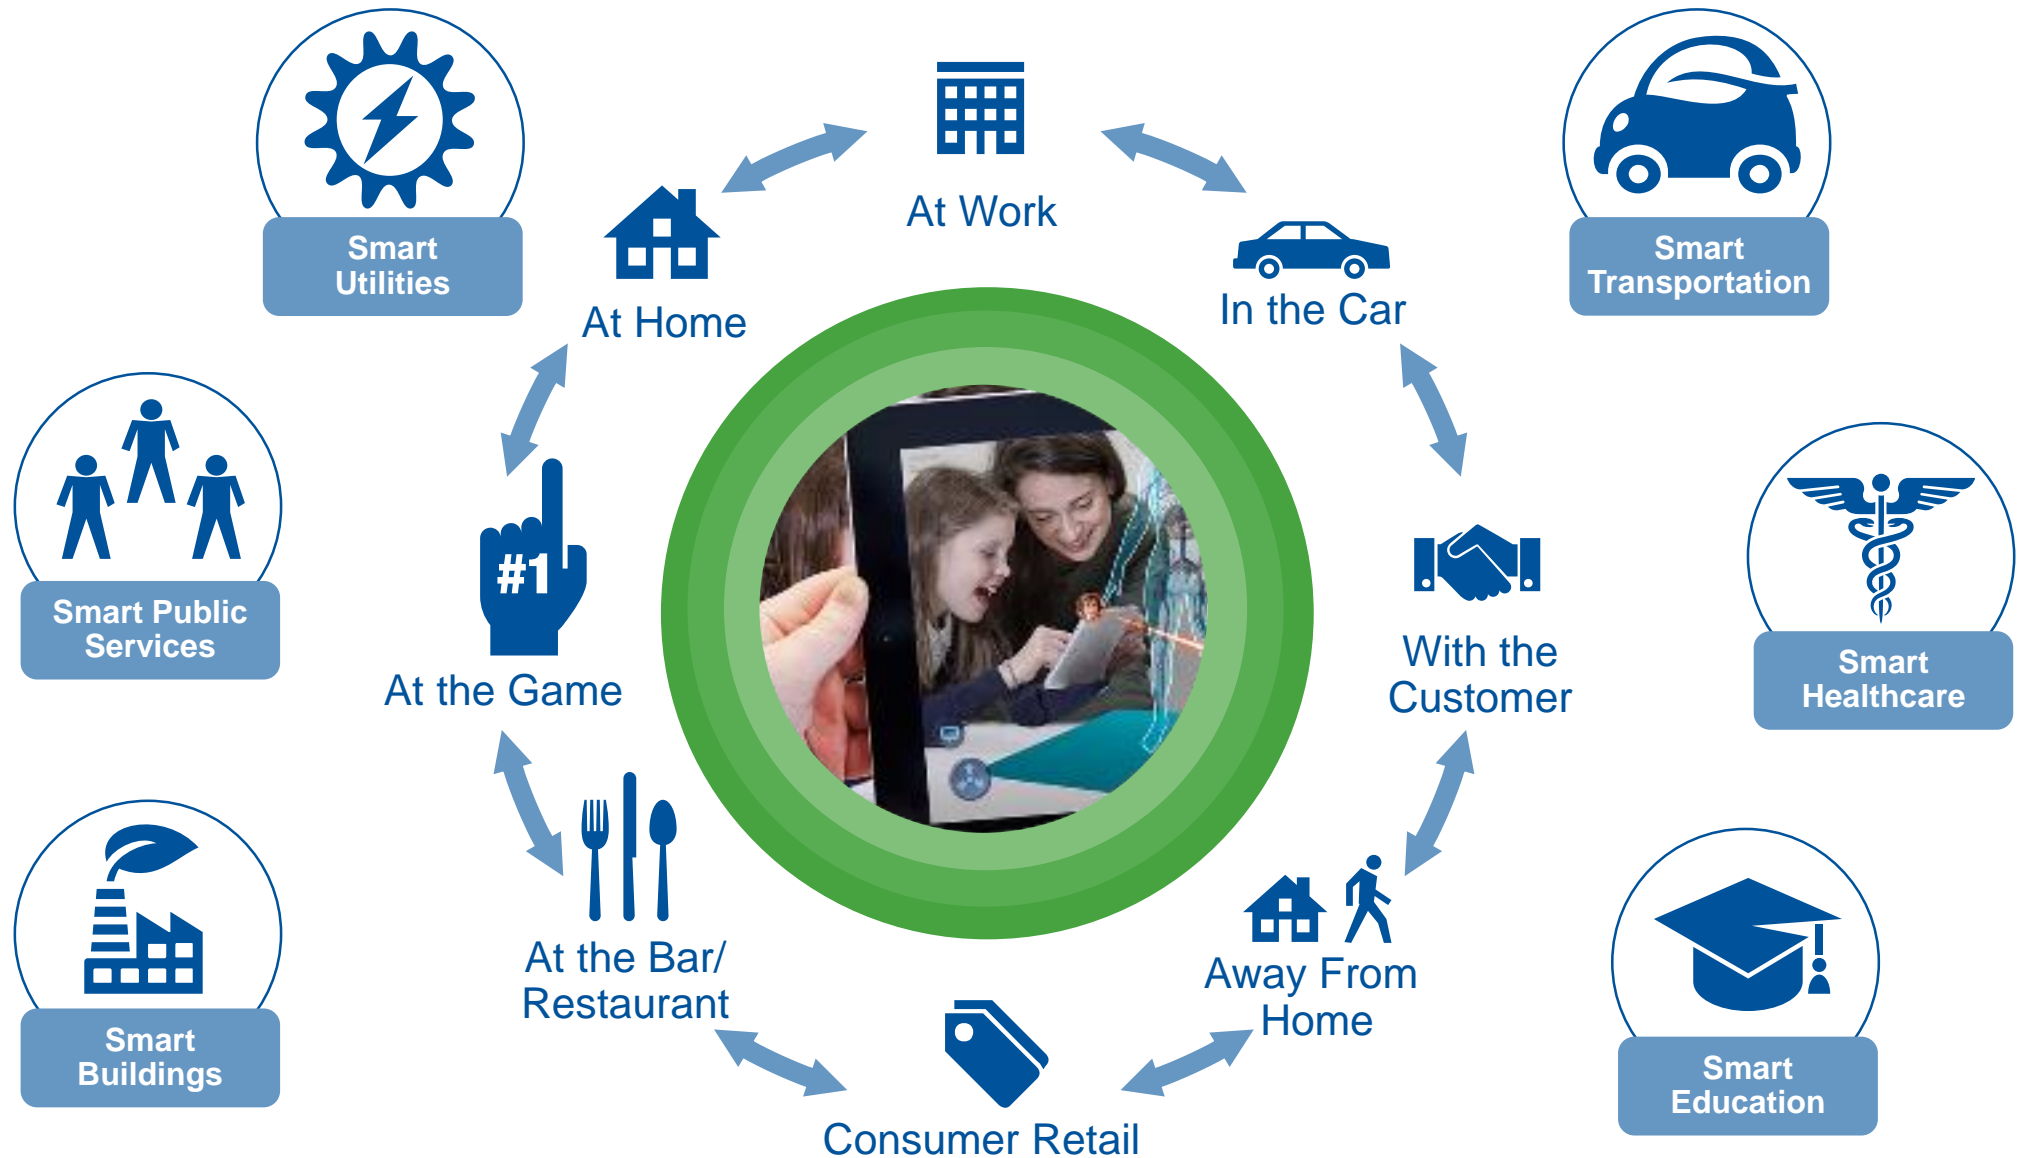 Smart
Utilities
At Work
Smart
Transportation
At Home
In the Car
Smart Public
Services
#1
At the Game
With the
Customer
Smart
Healthcare
Smart
Buildings
At the Bar/
Restaurant
Away From
Home
Consumer Retail
Smart
Education